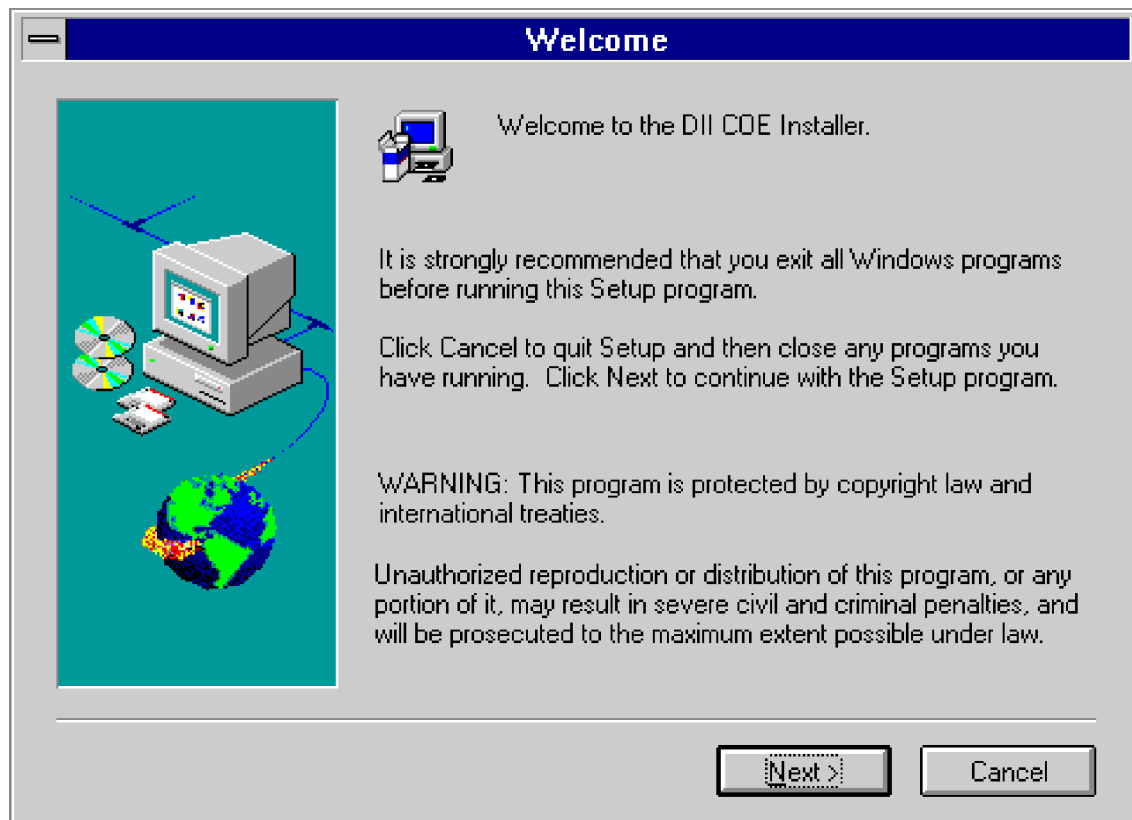 Welcome
Welcome to the DII COE Installer.
It is strongly recommended that you exit all Windows programs
before running this Setup program.
Click Cancel to quit Setup and then close any programs you
have running.  Click Next to continue with the Setup program.
WARNING: This program is protected by copyright law and
international treaties.
Unauthorized reproduction or distribution of this program, or any
portion of it, may result in severe civil and criminal penalties, and
will be prosecuted to the maximum extent possible under law.
Next >
Cancel